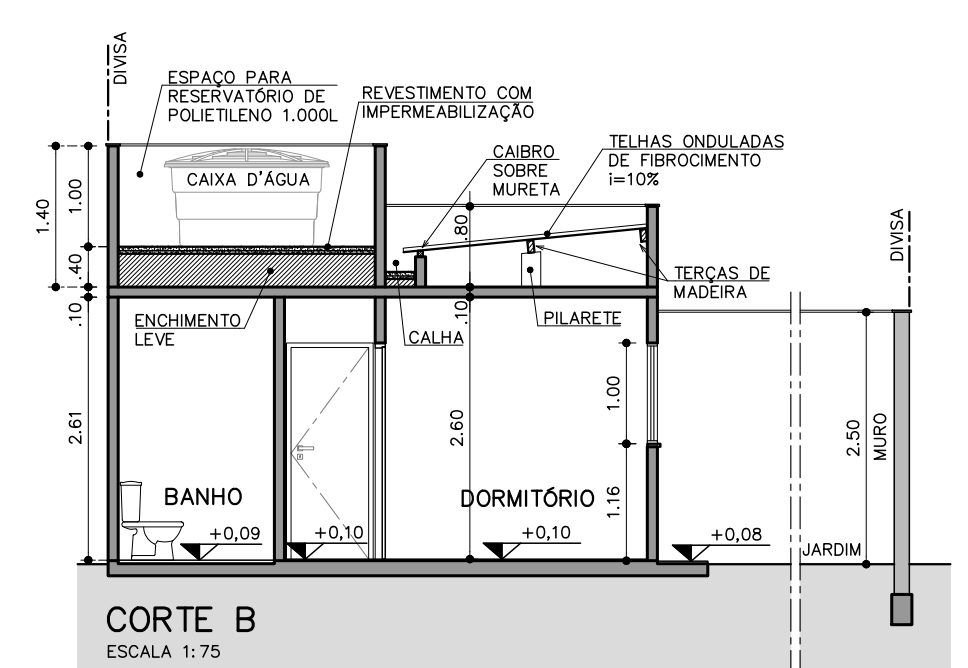 DIVISA
ESPAÇO PARA
RESERVATÓRIO DE
POLIETILENO 1.000L
REVESTIMENTO COM
IMPERMEABILIZAÇÃO
CAIXA D'ÁGUA
CAIBRO
SOBRE
MURETA
TELHAS ONDULADAS
DE FIBROCIMENTO
i=10%
1.40
1.00
.40
.80
DIVISA
TERÇAS DE
MADEIRA
.10
ENCHIMENTO
LEVE
CALHA
.10
PILARETE
2.61
2.60
1.00
1.16
2.50
MURO
BANHO
DORMITÓRIO
+0,09
+0,10
+0,10
+0,08
JARDIM
CORTE B
ESCALA 1:75